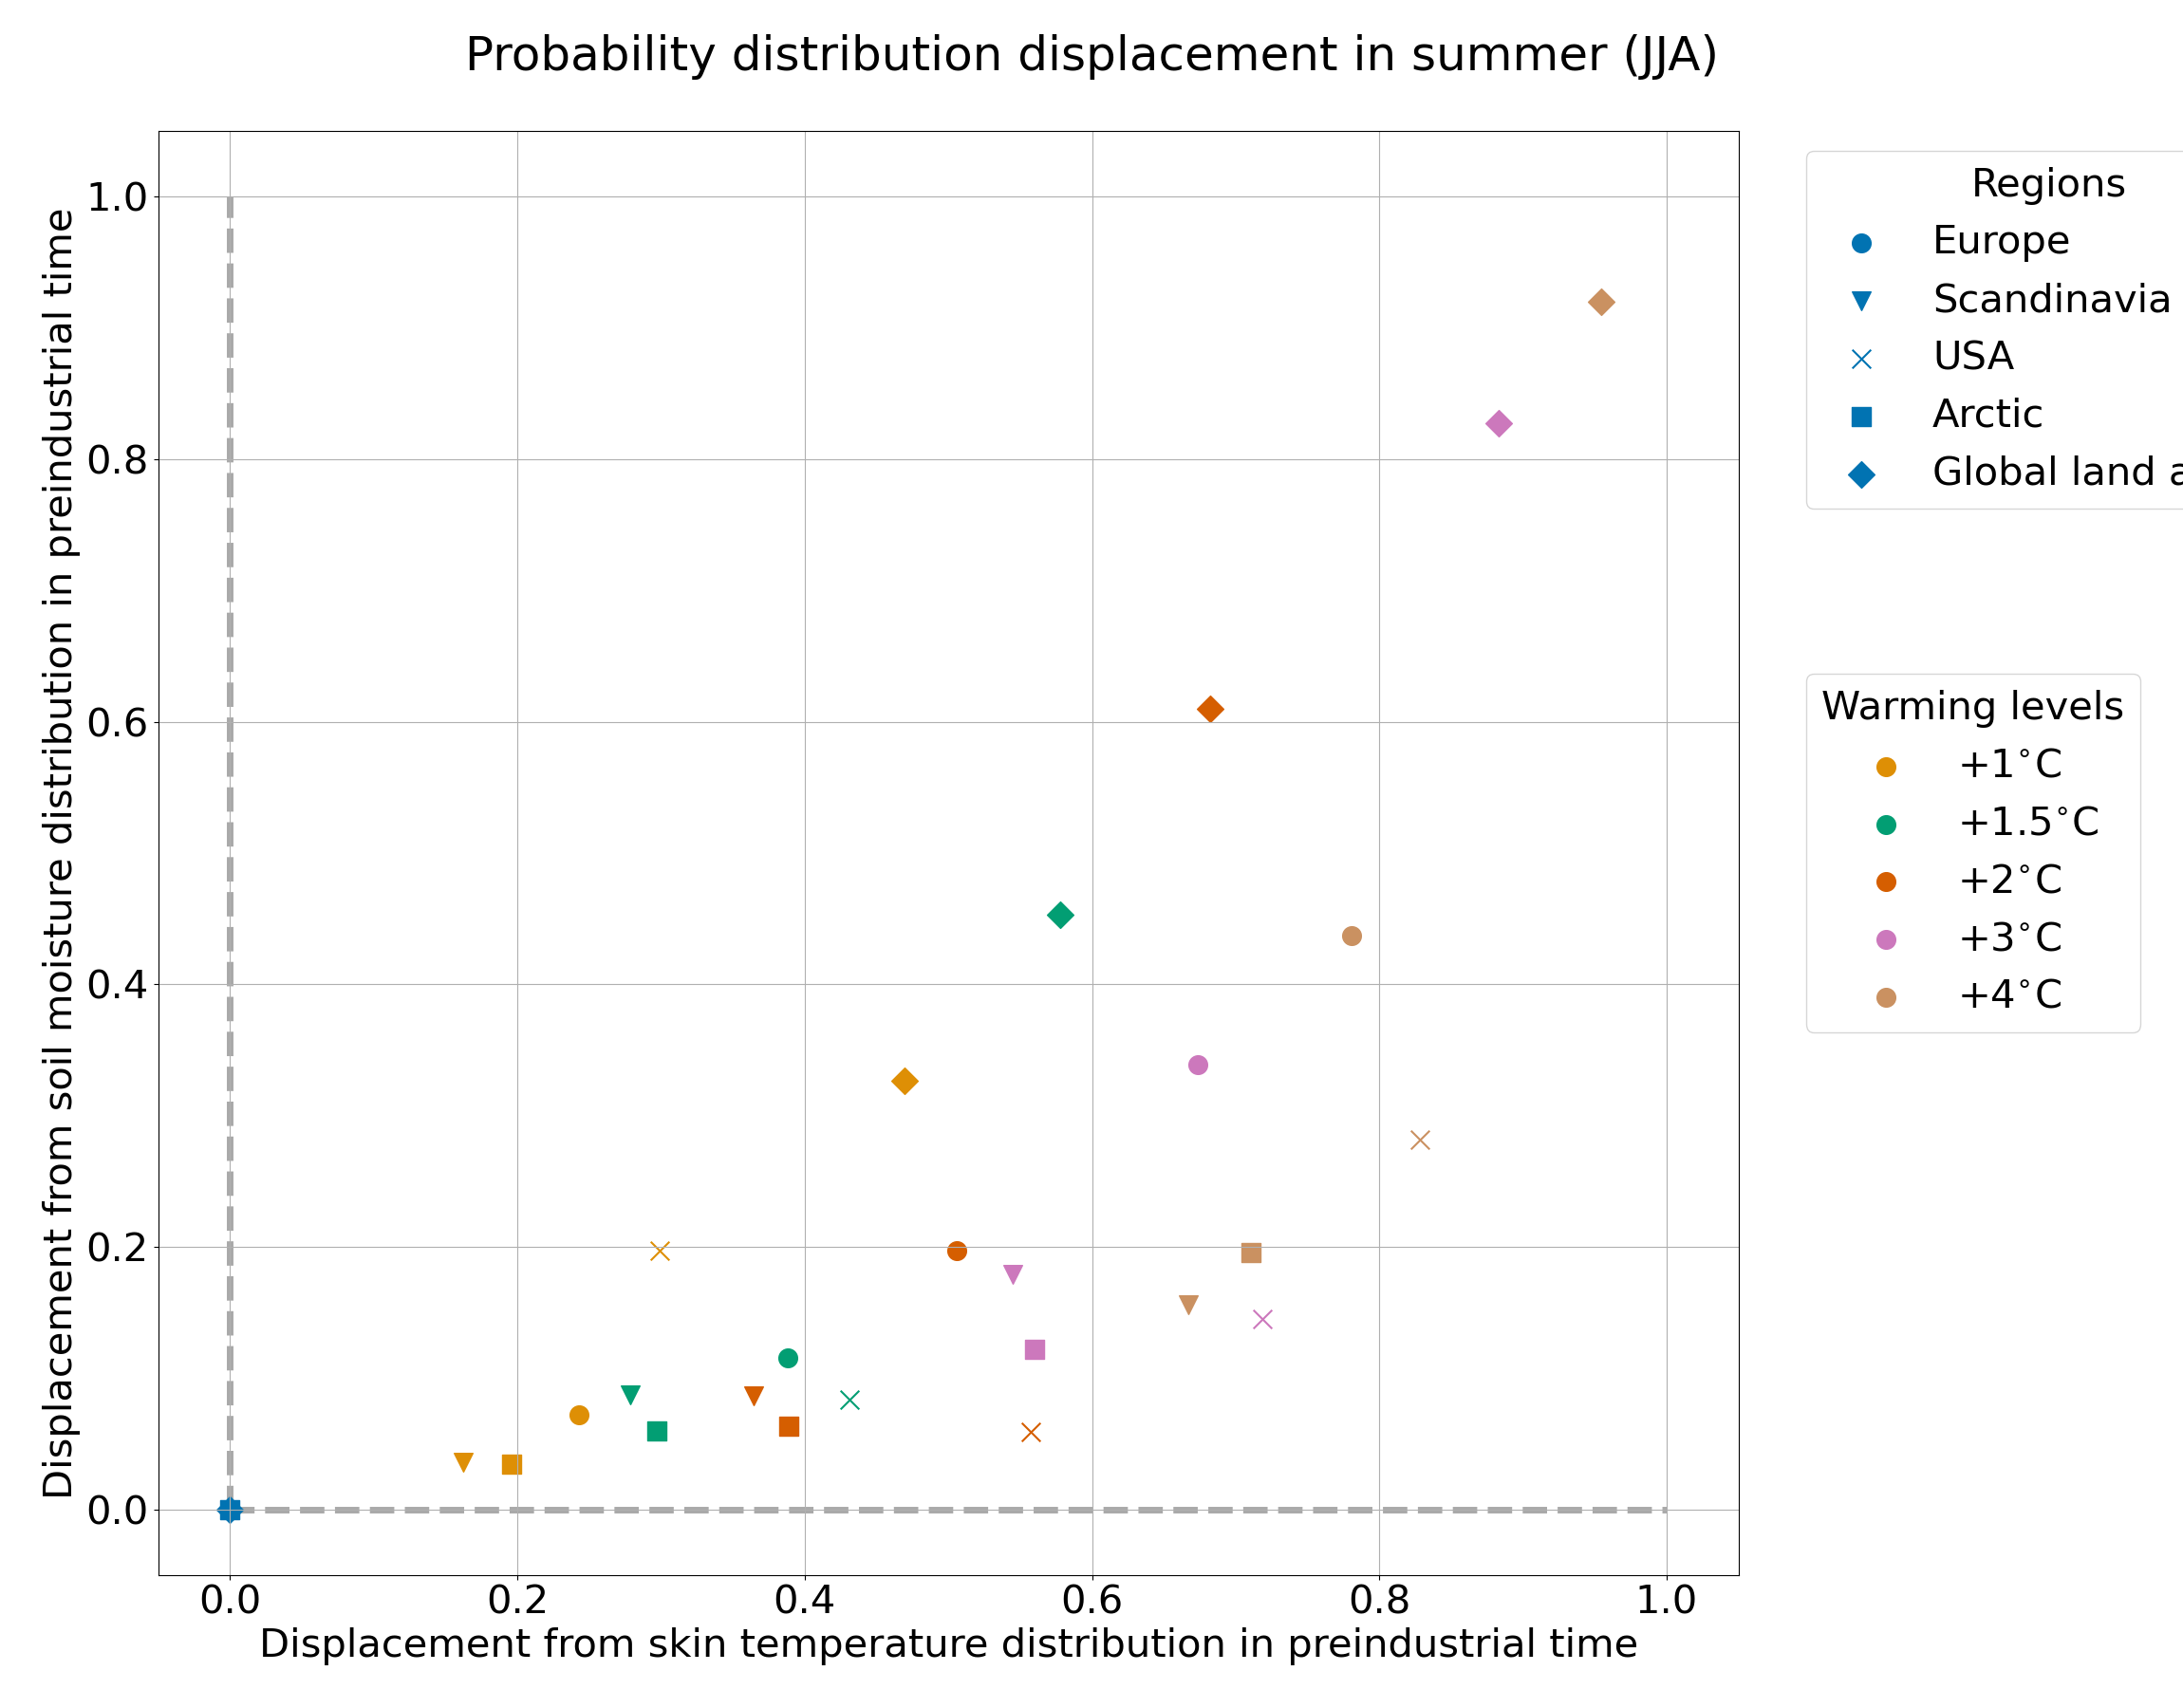 Probability distribution displacement in summer (JJA)
Displacement from soil moisture distribution in preindustrial time
1.0
0.8
0.6
0.4
0.2
0.0
0.0 0.2 0.4 0.6 0.8 1.0
Displacement from skin temperature distribution in preindustrial time
Regions
Europe
Scandinavia
USA
Arctic
Global land
Warming levels
+1°C
+1.5°C
+2°C
+3°C
+4°C